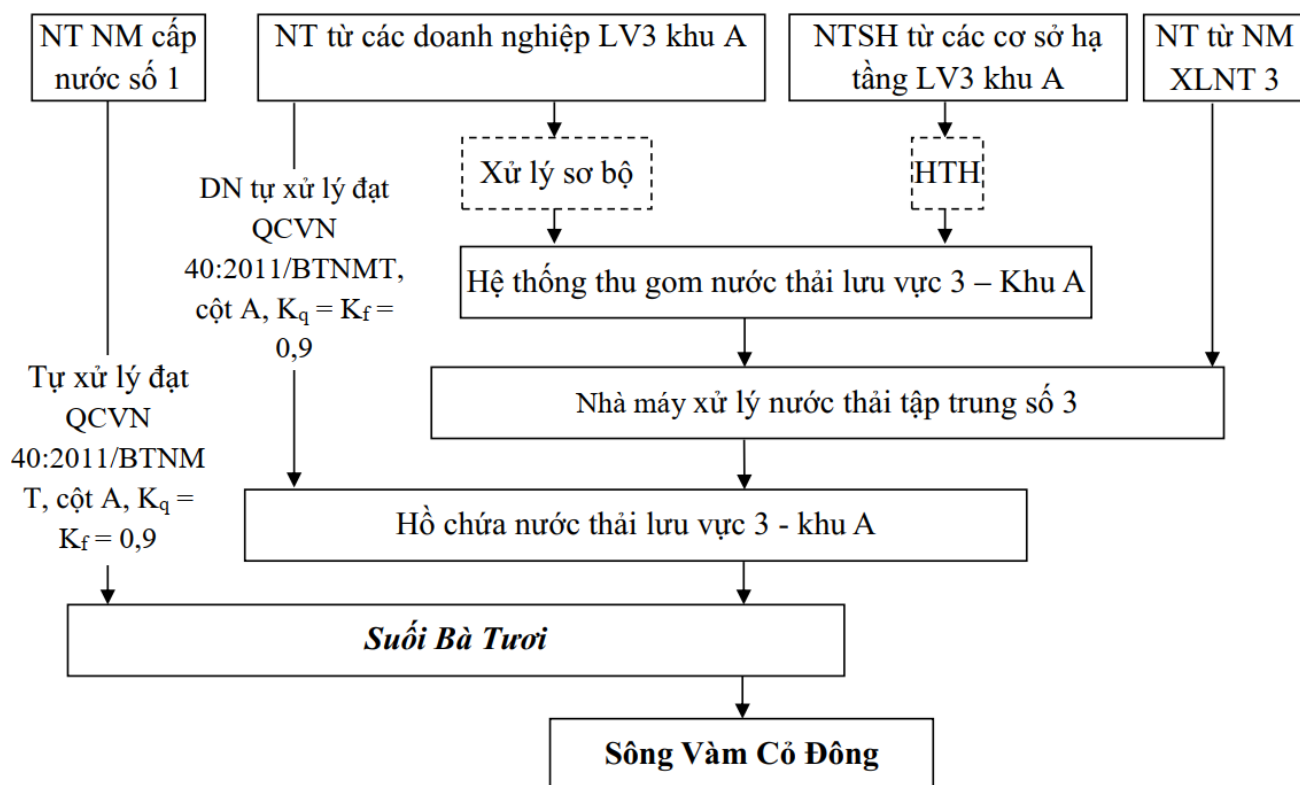 NT NM cấp
nước số 1
NT từ các doanh nghiệp LV3 khu A
NTSH từ các cơ sở hạ
tầng LV3 khu A
NT từ NM
XLNT 3
Xử lý sơ bộ
HTH
DN tự xử lý đạt
QCVN
40:2011/BTNMT,
cột A, Kq = Kf =
0,9
Hệ thống thu gom nước thải lưu vực 3 – Khu A
Tự xử lý đạt
QCVN
40:2011/BTNM
T, cột A, Kq =
Kf = 0,9
Nhà máy xử lý nước thải tập trung số 3
Hồ chứa nước thải lưu vực 3 - khu A
Suối Bà Tươi
Sông Vàm Cỏ Đông